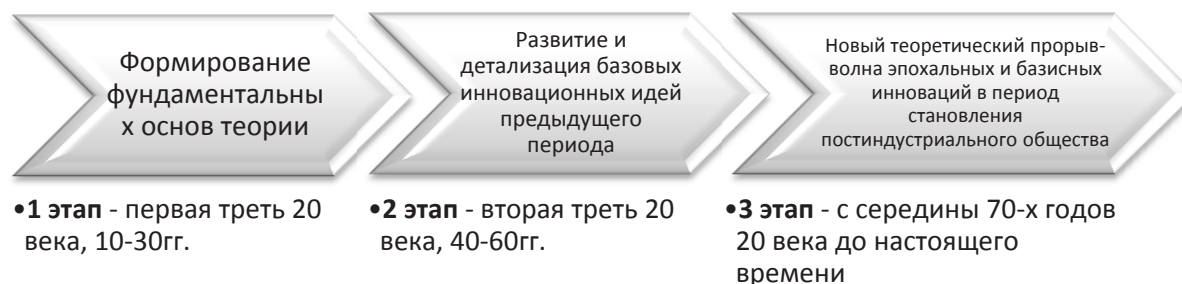 Формирование
фундаментальны
х основ теории
Развитие и
детализация базовых
инновационных идей
предыдущего
периода
Новый теоретический прорыв-
волна эпохальных и базисных
инноваций в период
становления
постиндустриального общества
•1 этап - первая треть 20
века, 10-30гг.
•2 этап - вторая треть 20
века, 40-60гг.
•3 этап - с середины 70-х годов
20 века до настоящего
времени